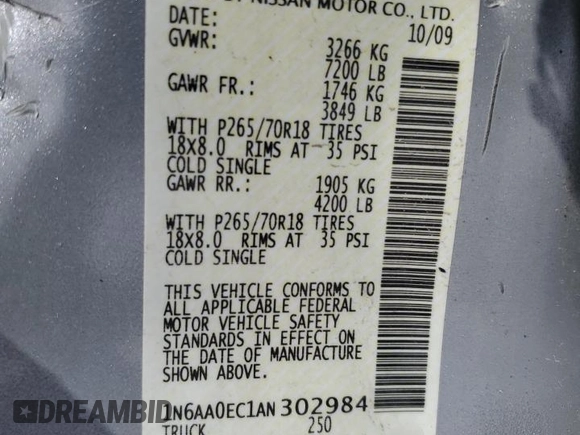 NISSAN MOTOR CO., LTD.
DATE: 10/09
GVWR: 3266 KG
7200 LB
GAWR FR.: 1746 KG
3849 LB
WITH P265/70R18 TIRES
18X8.0 RIMS AT 35 PSI
COLD SINGLE
GAWR RR.: 1905 KG
4200 LB
WITH P265/70R18 TIRES
18X8.0 RIMS AT 35 PSI
COLD SINGLE
THIS VEHICLE CONFORMS TO
ALL APPLICABLE FEDERAL
MOTOR VEHICLE SAFETY
STANDARDS IN EFFECT ON
THE DATE OF MANUFACTURE
SHOWN ABOVE.
1N6AA0EC1AN302984
TRUCK 250
DREAMBID